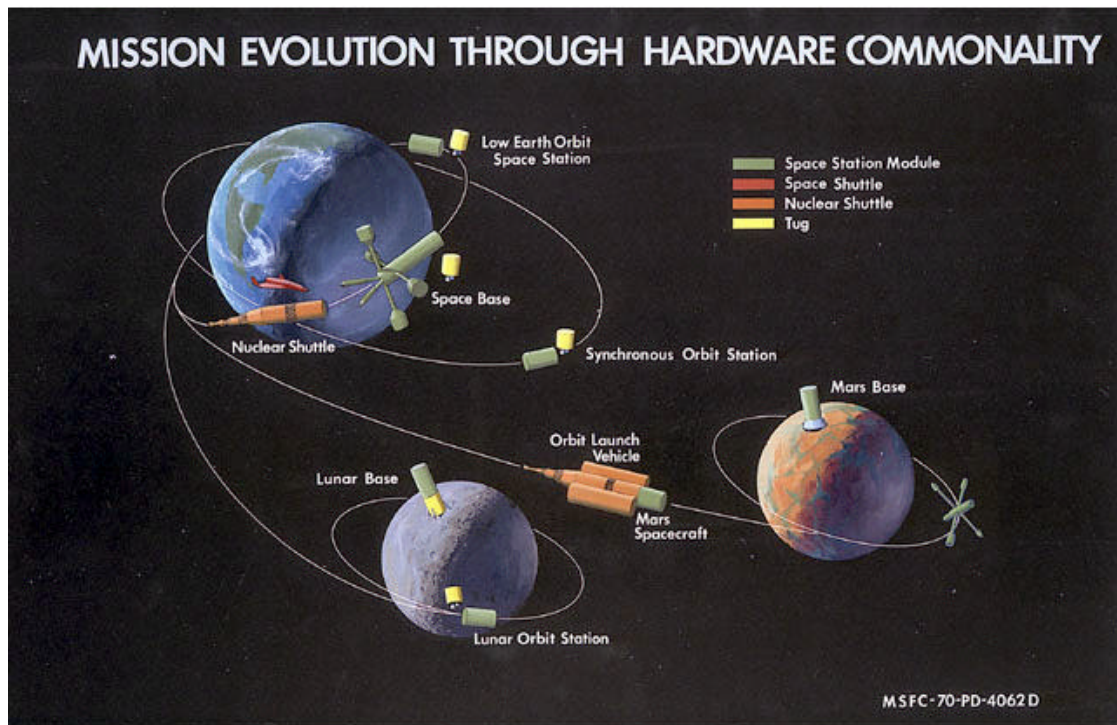 MISSION EVOLUTION THROUGH HARDWARE COMMONALITY
Low Earth Orbit
Space Station
Space Station Module
Space Shuttle
Nuclear Shuttle
Tug
Space Base
Nuclear Shuttle
Synchronous Orbit Station
Mars Base
Orbit Launch
Vehicle
Lunar Base
Mars
Spacecraft
Lunar Orbit Station
MSFC-70-PD-4062D